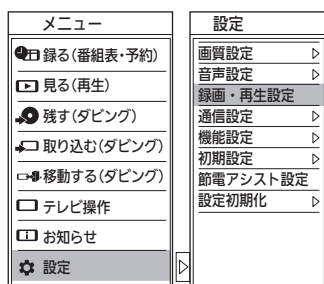 メニュー
録る(番組表・予約)
見る(再生)
残す(ダビング)
取り込む(ダビング)
移動する(ダビング)
テレビ操作
お知らせ
設定
設定
画質設定
音声設定
録画・再生設定
通信設定
機能設定
初期設定
節電アシスト設定
設定初期化